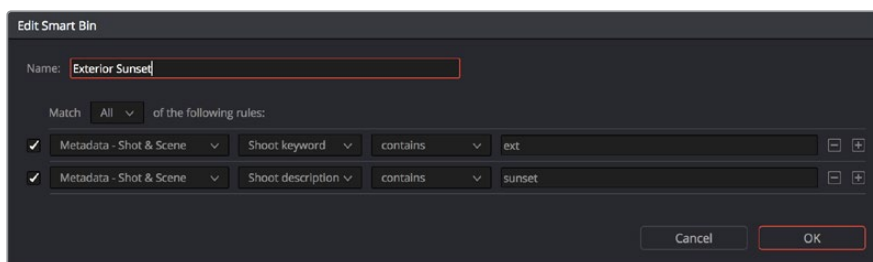 Edit Smart Bin
Name: Exterior Sunset
Match All of the following rules:
Metadata - Shot & Scene Shoot keyword contains ext
Metadata - Shot & Scene Shoot description contains sunset
Cancel OK